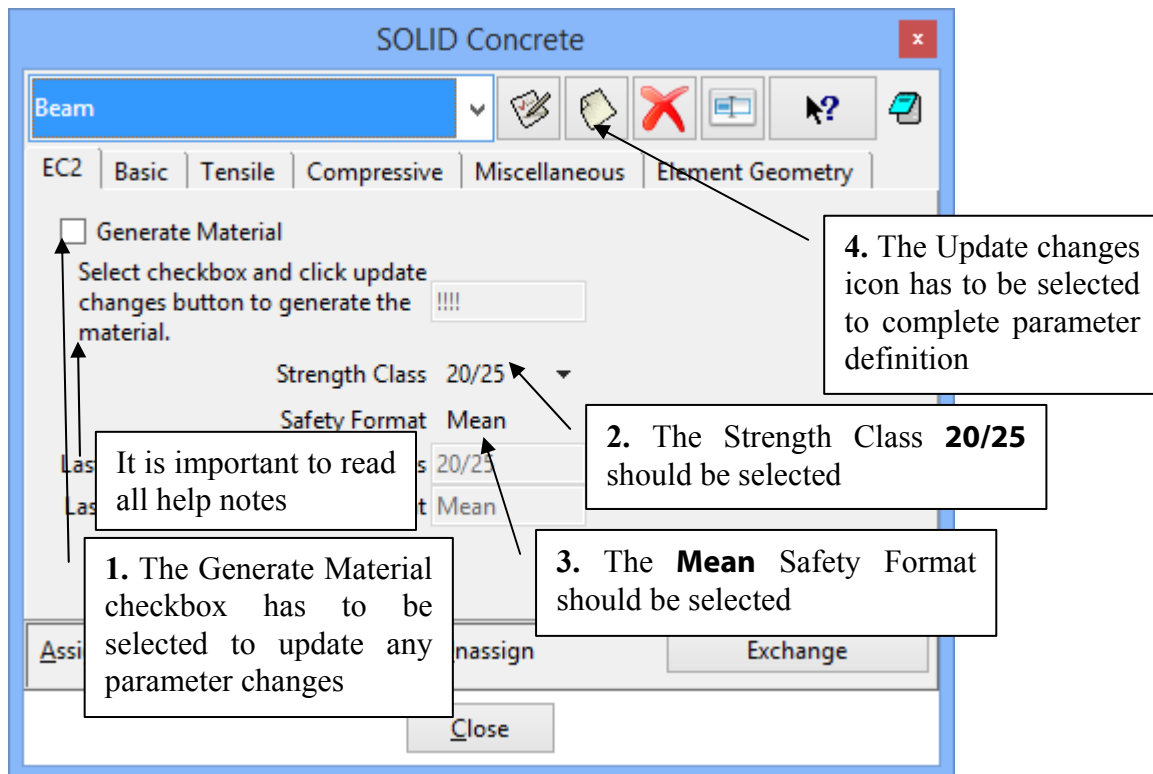 SOLID Concrete
x
Beam
?
EC2 Basic Tensile Compressive Miscellaneous Element Geometry
Generate Material
Select checkbox and click update
changes button to generate the
material.
!!!!
4. The Update changes
icon has to be selected
to complete parameter
definition
Strength Class 20/25
Safety Format Mean
2. The Strength Class 20/25
should be selected
It is important to read
all help notes
20/25
Mean
1. The Generate Material
checkbox has to be
selected to update any
parameter changes
3. The Mean Safety Format
should be selected
Exchange
Close